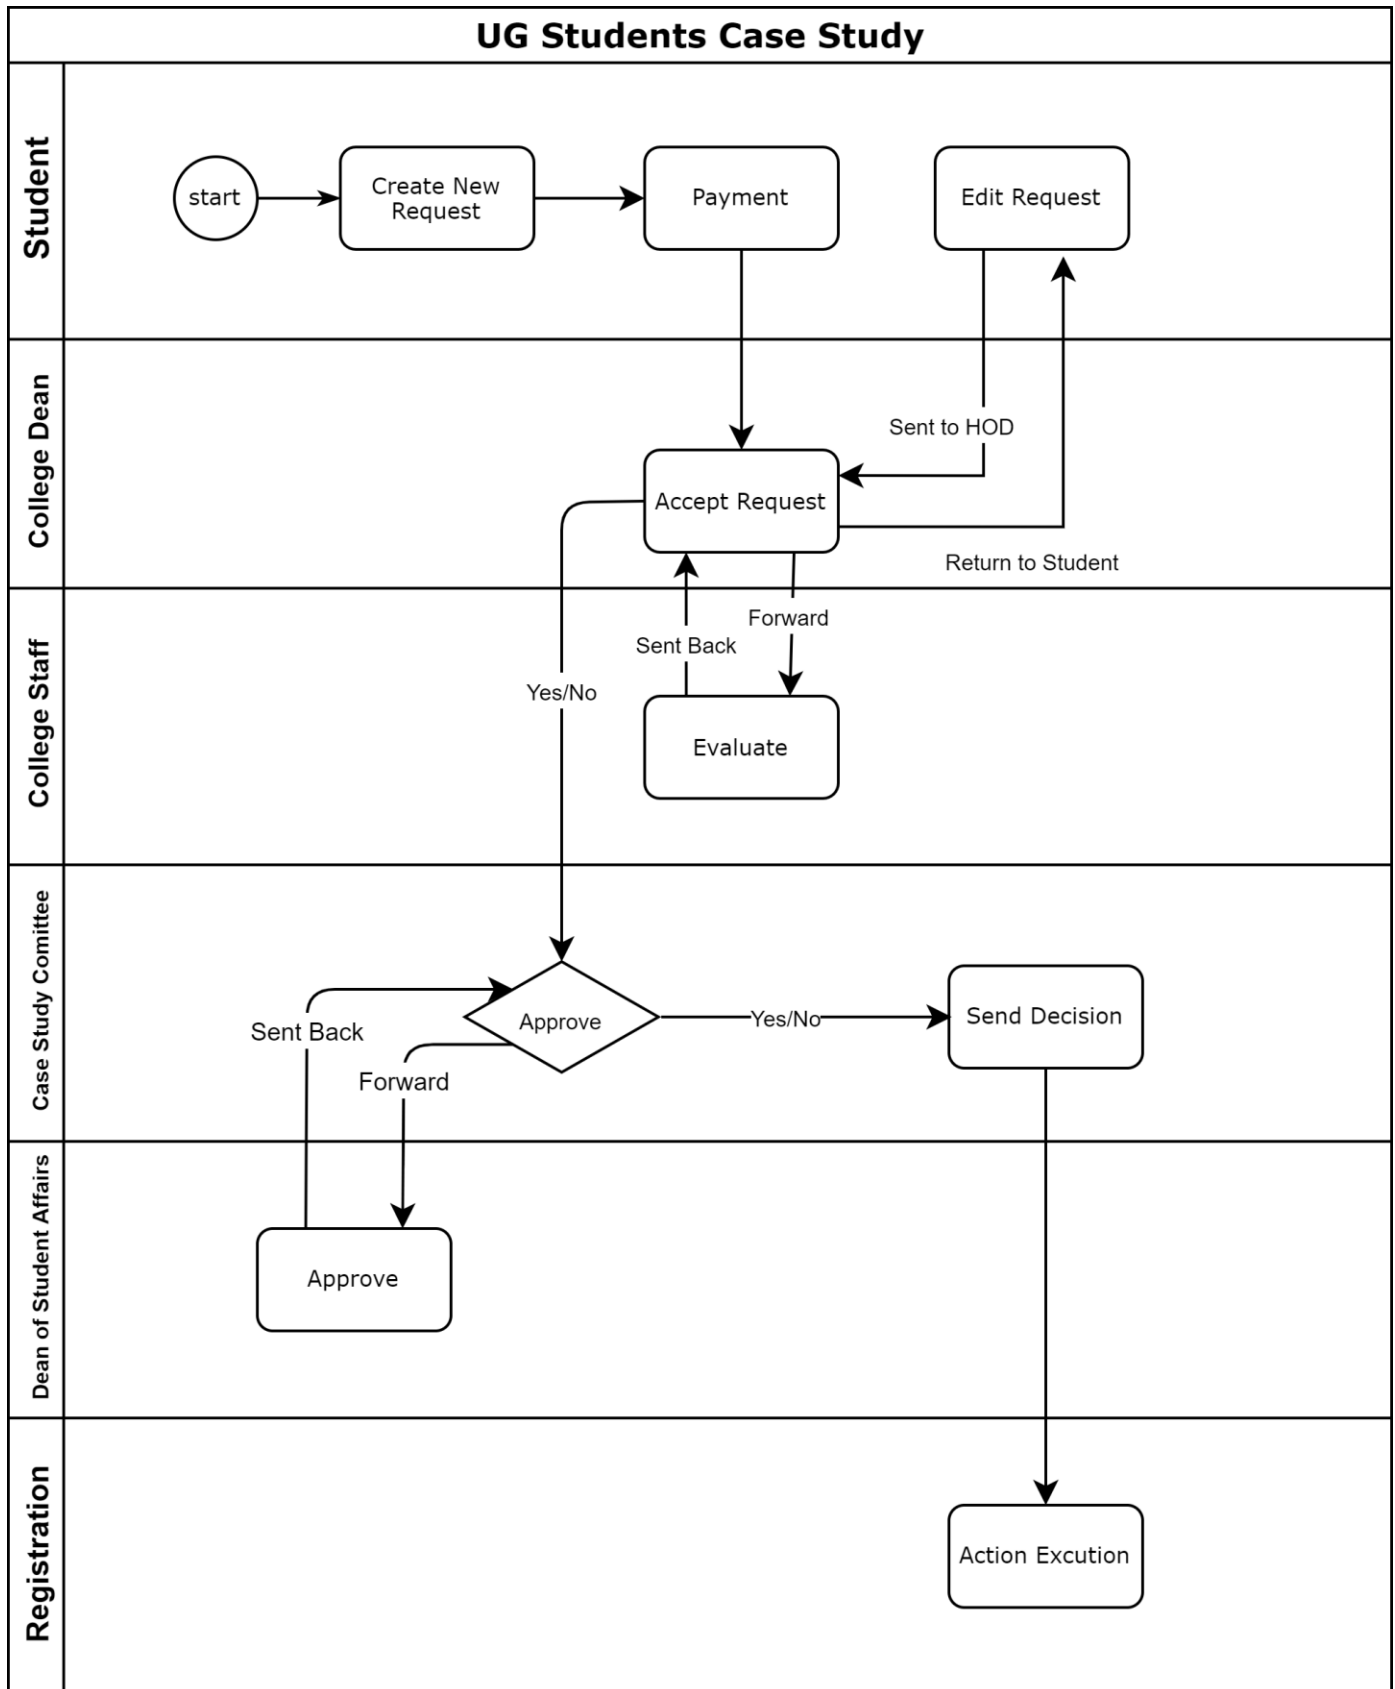 UG Students Case Study
Student
start
Create New
Request
Payment
Edit Request
College Dean
Sent to HOD
Accept Request
Return to Student
College Staff
Forward
Sent Back
Yes/No
Evaluate
Case Study Comittee
Approve
Yes/No
Send Decision
Sent Back
Forward
Dean of Student Affairs
Approve
Registration
Action Excution